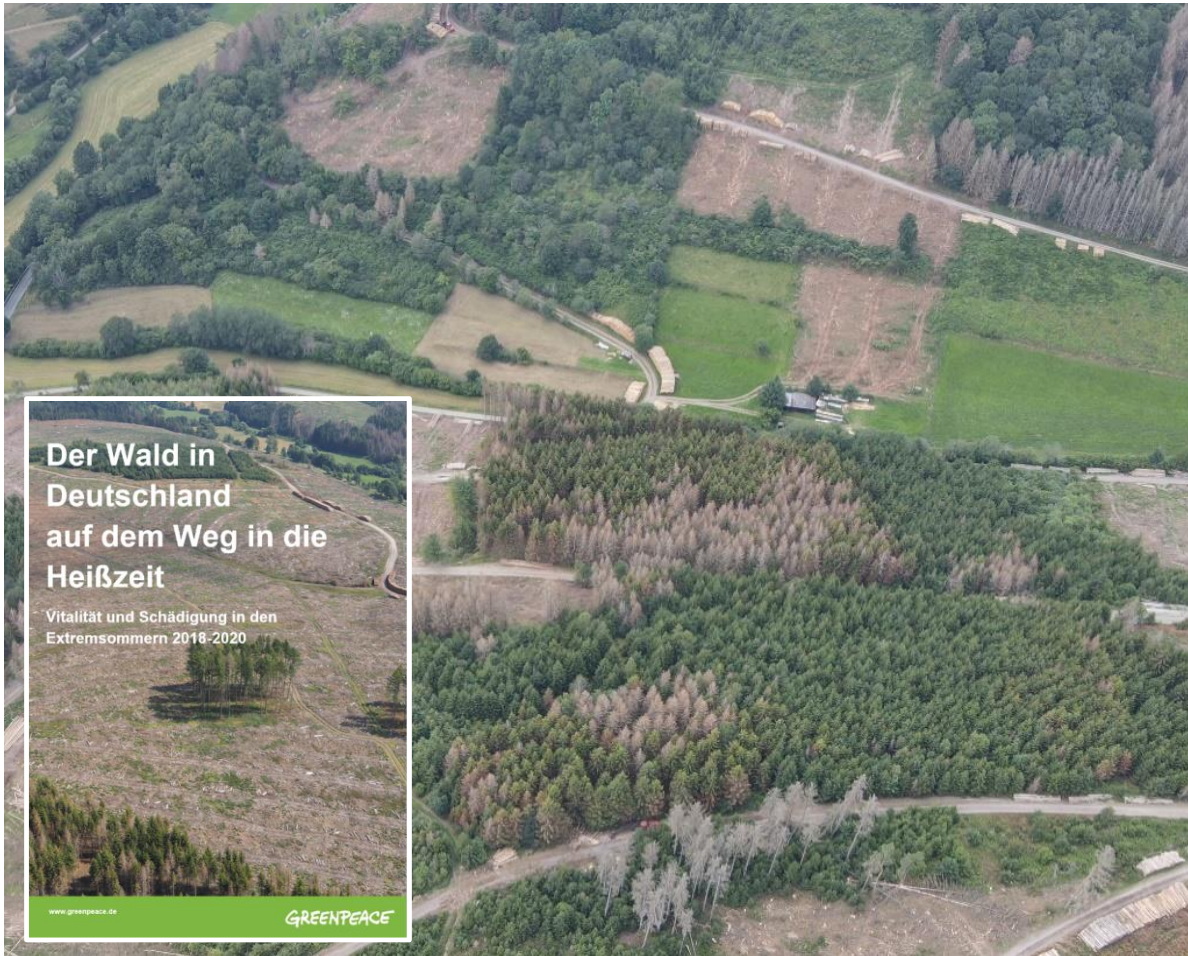 Der Wald in
Deutschland
auf dem Weg in die
Heißzeit
Vitalität und Schädigung in den
Extremsommern 2018-2020
www.greenpeace.de
GREENPEACE